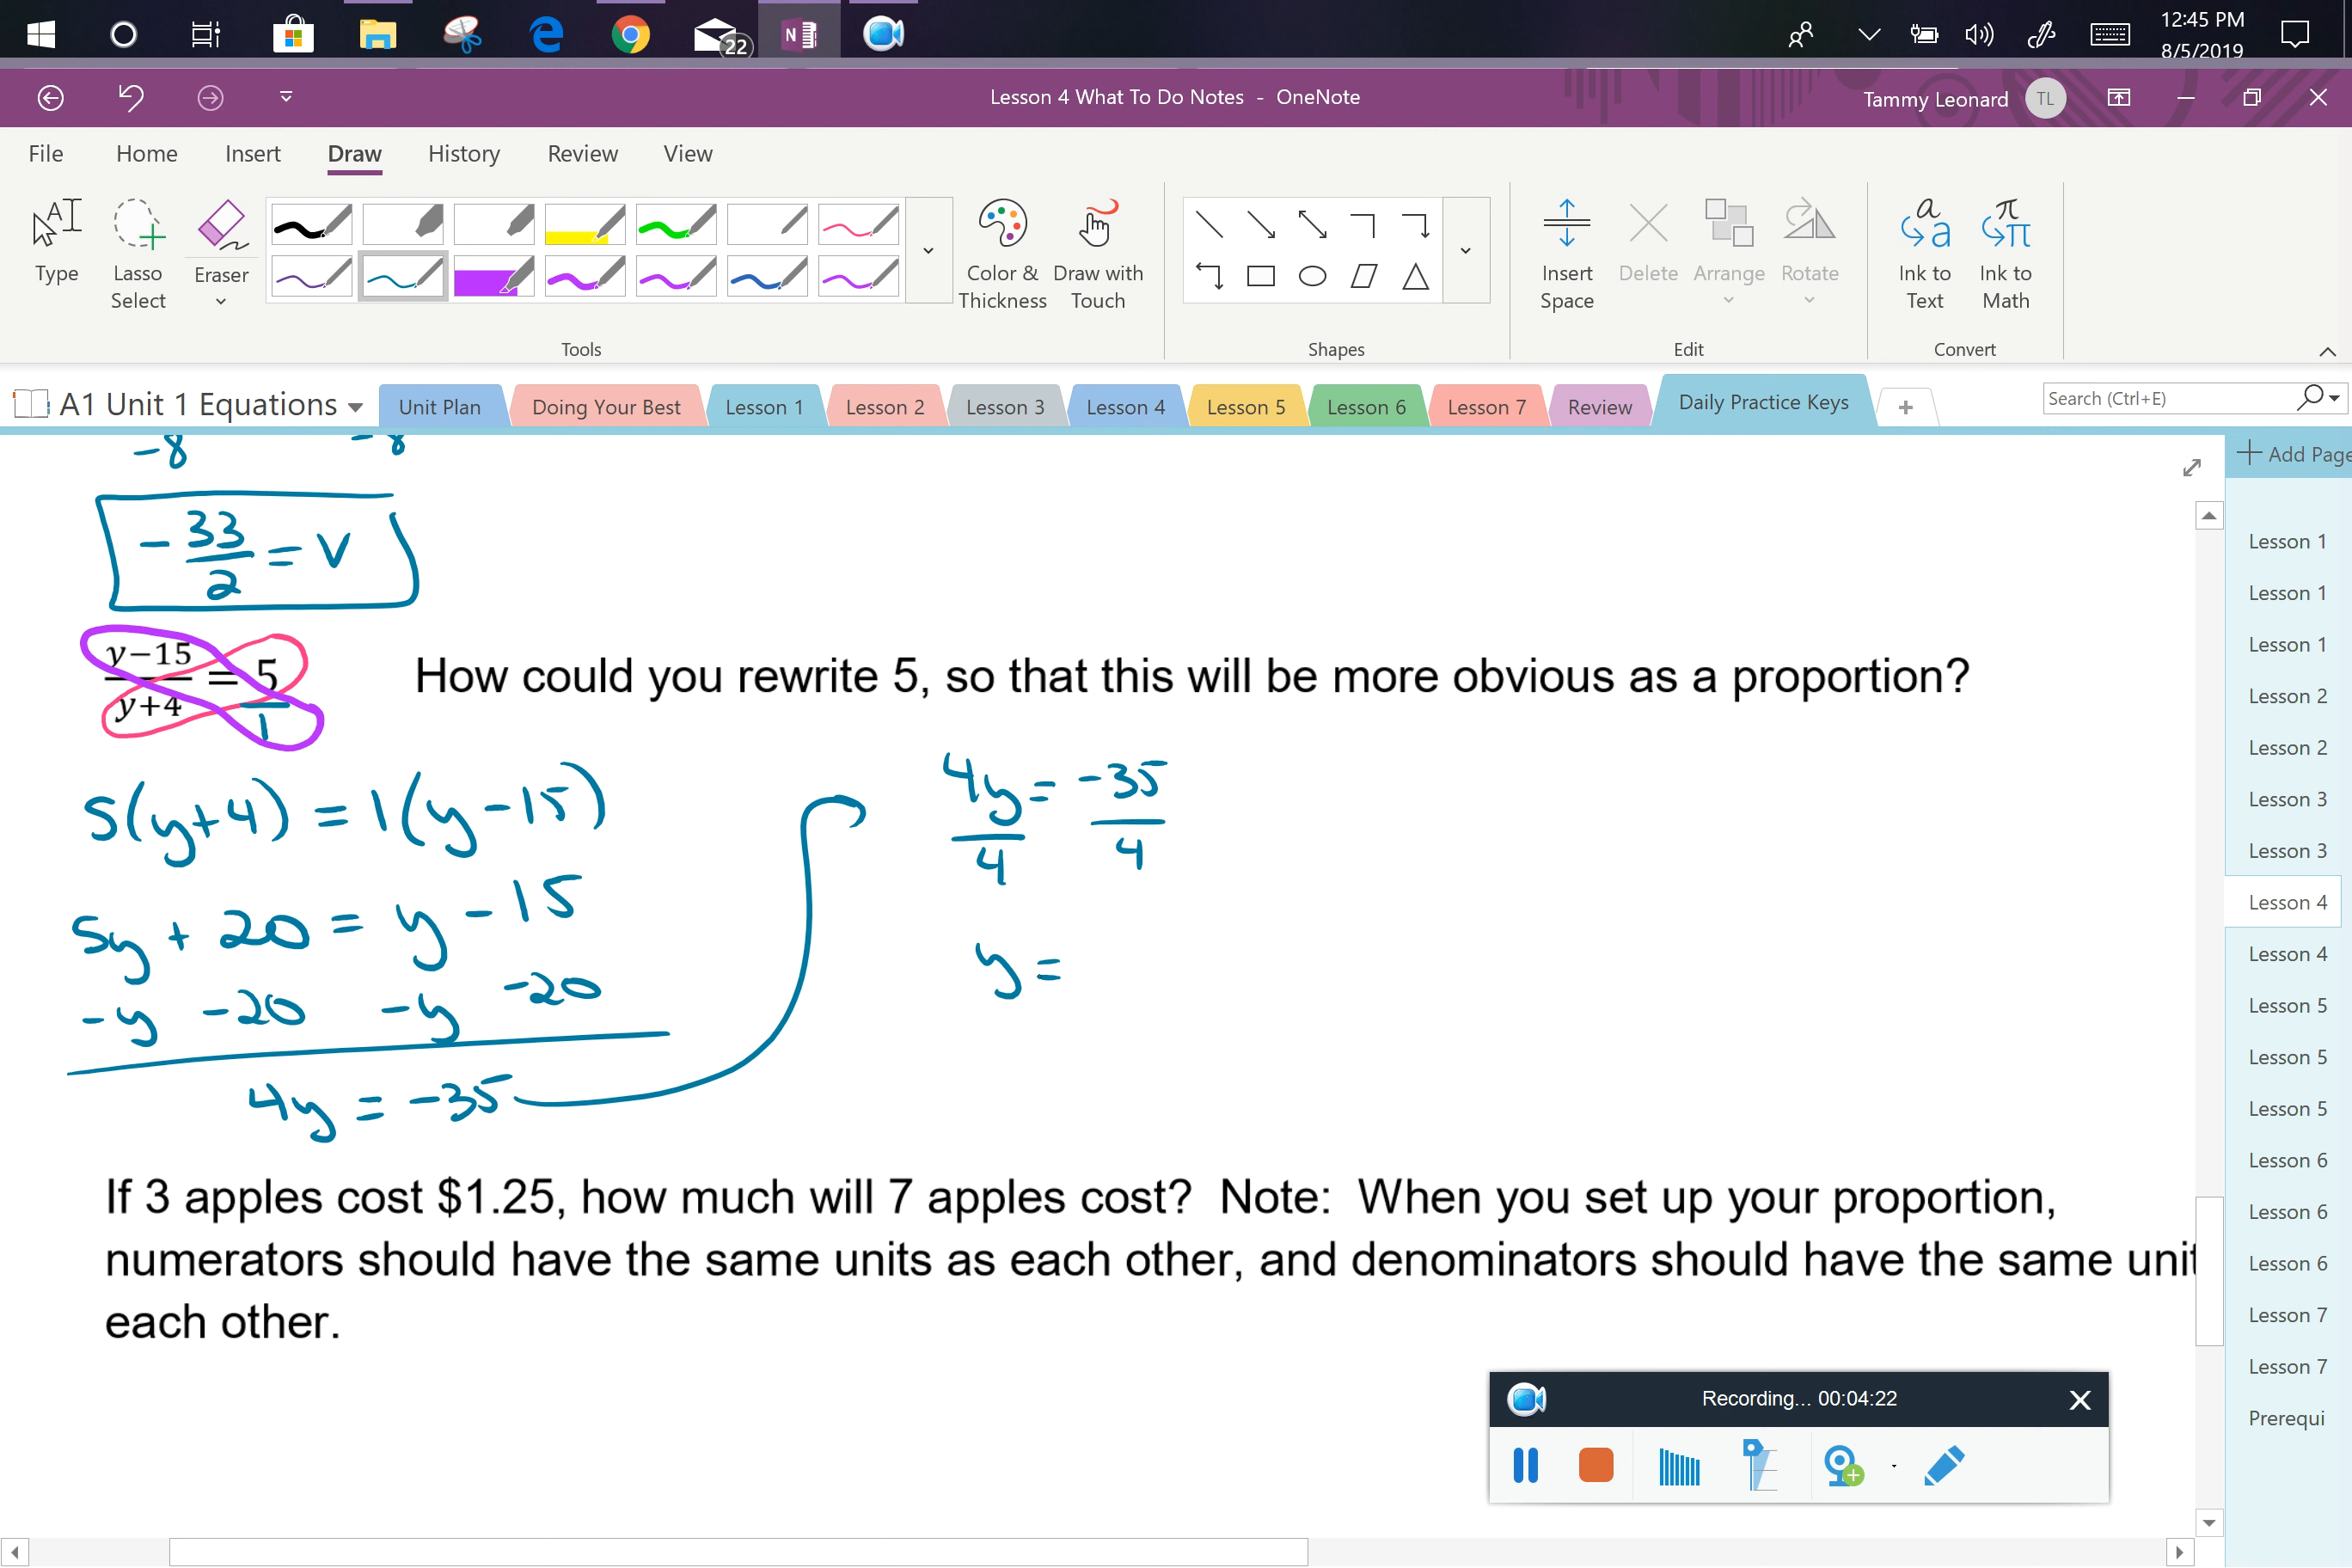 22
12:45 PM
8/5/2019
Lesson 4 What To Do Notes - OneNote
Tammy Leonard TL
File Home Insert Draw History Review View
Type
Lasso Select
Eraser
Color & Thickness
Draw with Touch
Insert Space
Delete
Arrange
Rotate
Ink to Text
Ink to Math
Tools
Shapes
Edit
Convert
A1 Unit 1 Equations
Unit Plan Doing Your Best Lesson 1 Lesson 2 Lesson 3 Lesson 4 Lesson 5 Lesson 6 Lesson 7 Review Daily Practice Keys +
Search (Ctrl+E)
-8 -8
-33/2 = v
(y-15)/(y+4) = 5/1
How could you rewrite 5, so that this will be more obvious as a proportion?
5(y+4) = 1(y-15)
5y + 20 = y - 15
-y -20 -y -20
4y = -35
4y/4 = -35/4
y =
If 3 apples cost $1.25, how much will 7 apples cost? Note: When you set up your proportion,
numerators should have the same units as each other, and denominators should have the same unit
each other.
Recording... 00:04:22
+ Add Page
Lesson 1
Lesson 1
Lesson 1
Lesson 2
Lesson 2
Lesson 3
Lesson 3
Lesson 4
Lesson 4
Lesson 5
Lesson 5
Lesson 5
Lesson 6
Lesson 6
Lesson 6
Lesson 7
Lesson 7
Prerequi